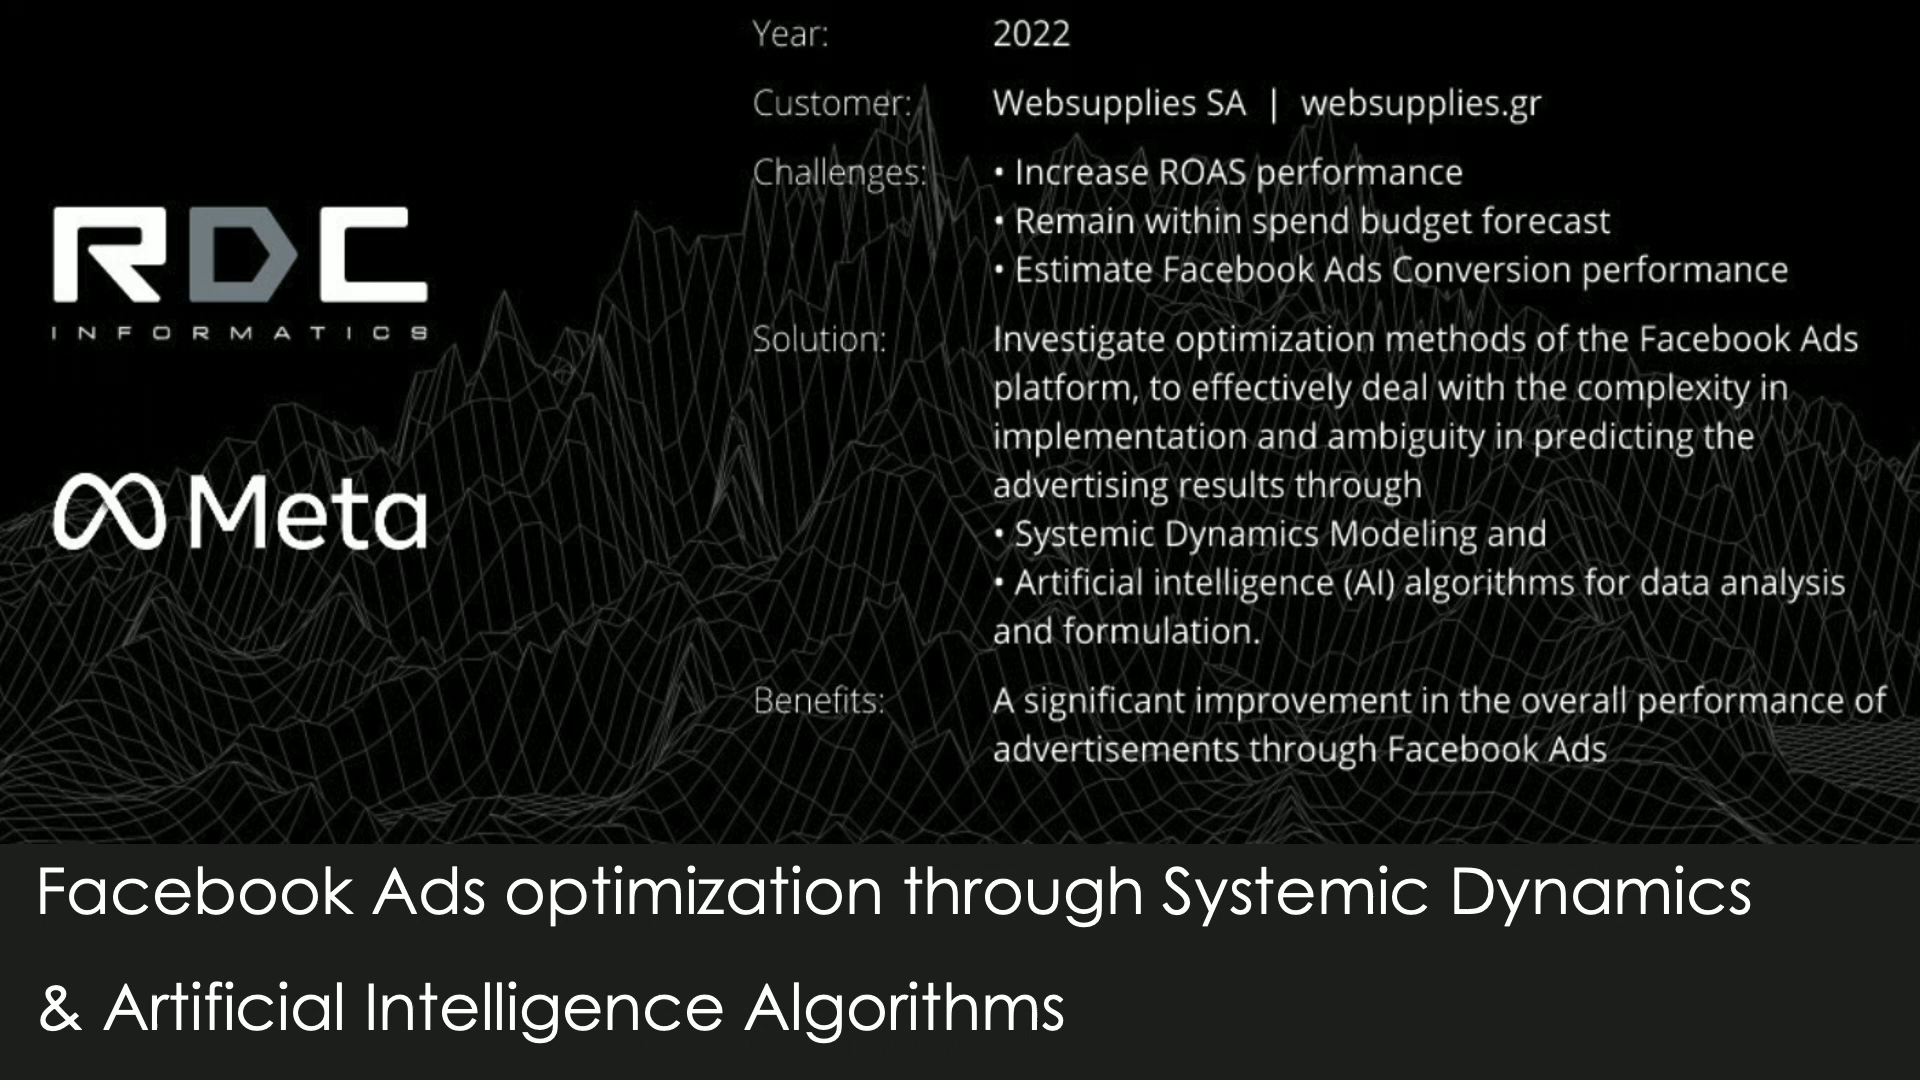 RDC
INFORMATICS
Meta
Year: 2022
Customer: Websupplies SA | websupplies.gr
Challenges: • Increase ROAS performance
• Remain within spend budget forecast
• Estimate Facebook Ads Conversion performance
Solution: Investigate optimization methods of the Facebook Ads
platform, to effectively deal with the complexity in
implementation and ambiguity in predicting the
advertising results through
• Systemic Dynamics Modeling and
• Artificial intelligence (AI) algorithms for data analysis
and formulation.
Benefits: A significant improvement in the overall performance of
advertisements through Facebook Ads
Facebook Ads optimization through Systemic Dynamics
& Artificial Intelligence Algorithms